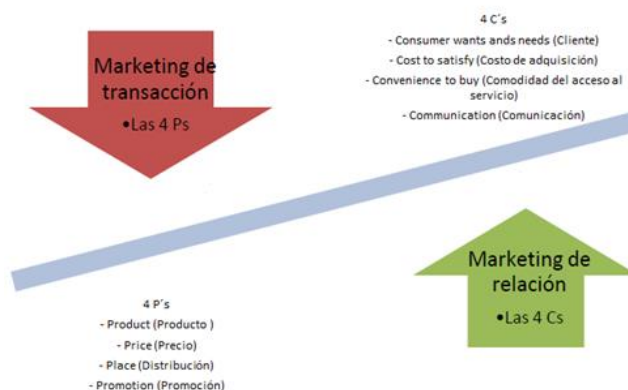 Marketing de
transacción
•Las 4 Ps
4 C´s
- Consumer wants ands needs (Cliente)
- Cost to satisfy (Costo de adquisición)
- Convenience to buy (Comodidad del acceso al
servicio)
- Communication (Comunicación)
4 P´s
- Product (Producto )
- Price (Precio)
- Place (Distribución)
- Promotion (Promoción)
Marketing de
relación
•Las 4 Cs